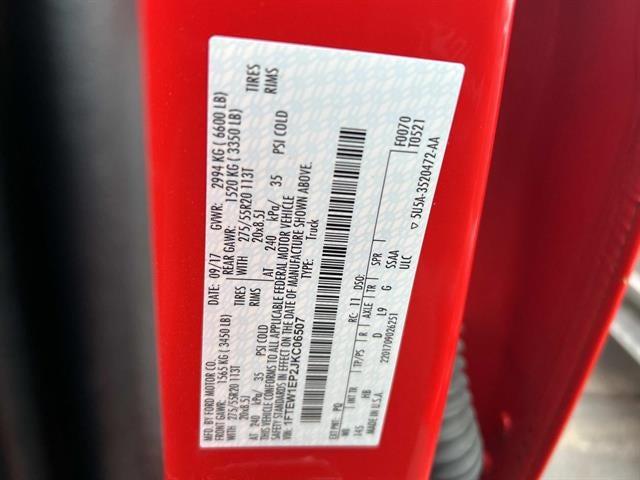 MFD. BY FORD MOTOR CO.
DATE: 09/17 GVWR: 2994 KG ( 6600 LB)
FRONT GAWR: 1565 KG ( 3450 LB) REAR GAWR: 1520 KG ( 3350 LB)
WITH 275/55R20 113T TIRES WITH 275/55R20 113T TIRES
20x8.5J RIMS 20x8.5J RIMS
AT 240 kPa/ 35 PSI COLD AT 240 kPa/ 35 PSI COLD
THIS VEHICLE CONFORMS TO ALL APPLICABLE FEDERAL MOTOR VEHICLE
SAFETY STANDARDS IN EFFECT ON THE DATE OF MANUFACTURE SHOWN ABOVE.
VIN: 1FTEW1EP2JKC06507 TYPE: Truck
EXT PNT: PQ RC: 11 DSO: F0070
T0521
WB INT TR TP/PS R AXLE TR SPR
145 HB D L9 G SSAA
MADE IN U.S.A. 2201709026251 ULC 5U5A-3520472-AA